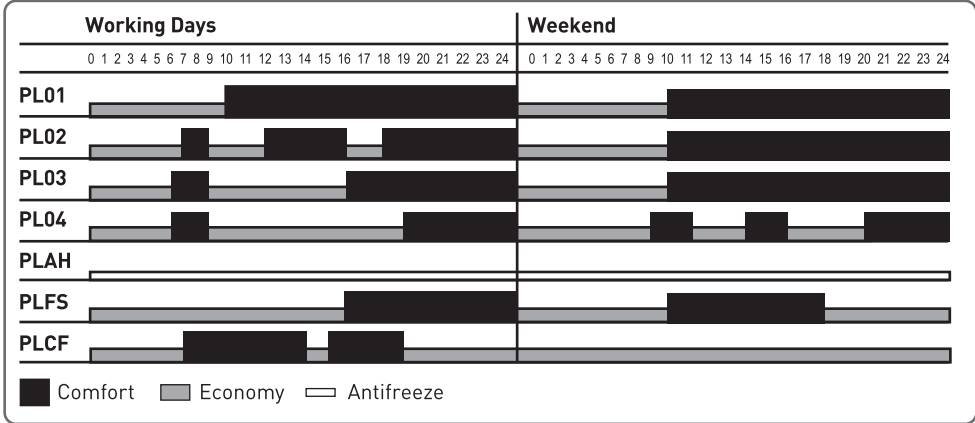 Working Days Weekend
0 1 2 3 4 5 6 7 8 9 10 11 12 13 14 15 16 17 18 19 20 21 22 23 24 0 1 2 3 4 5 6 7 8 9 10 11 12 13 14 15 16 17 18 19 20 21 22 23 24
PL01
PL02
PL03
PL04
PLAH
PLFS
PLCF
Comfort Economy Antifreeze